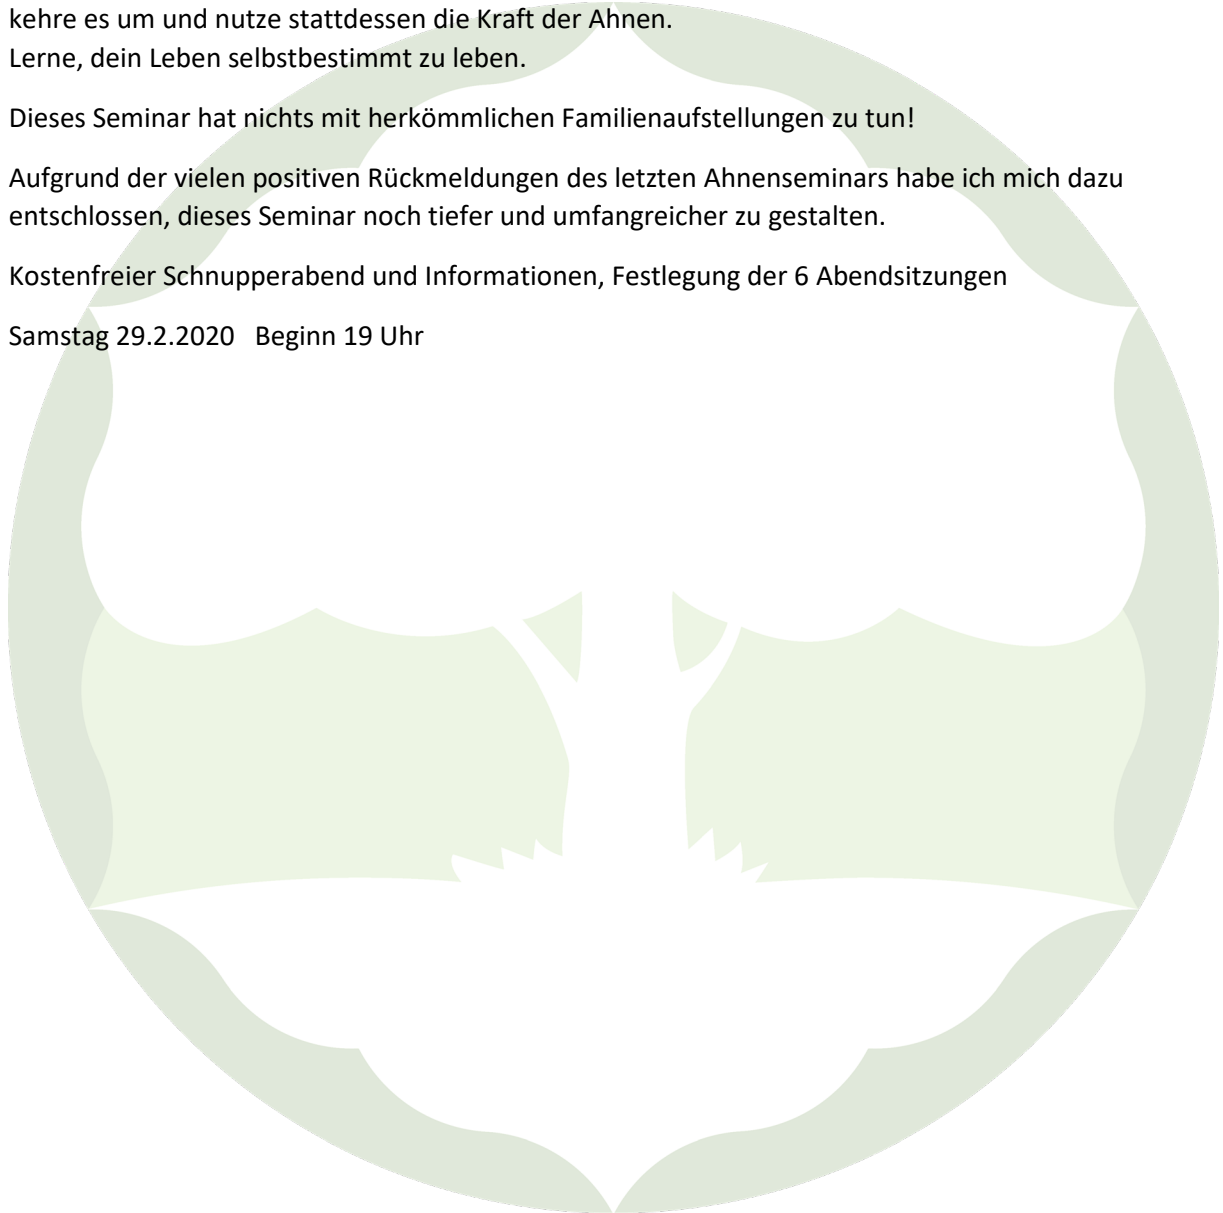 kehre es um und nutze stattdessen die Kraft der Ahnen.
Lerne, dein Leben selbstbestimmt zu leben.
Dieses Seminar hat nichts mit herkömmlichen Familienaufstellungen zu tun!
Aufgrund der vielen positiven Rückmeldungen des letzten Ahnenseminars habe ich mich dazu
entschlossen, dieses Seminar noch tiefer und umfangreicher zu gestalten.
Kostenfreier Schnupperabend und Informationen, Festlegung der 6 Abendsitzungen
Samstag 29.2.2020   Beginn 19 Uhr